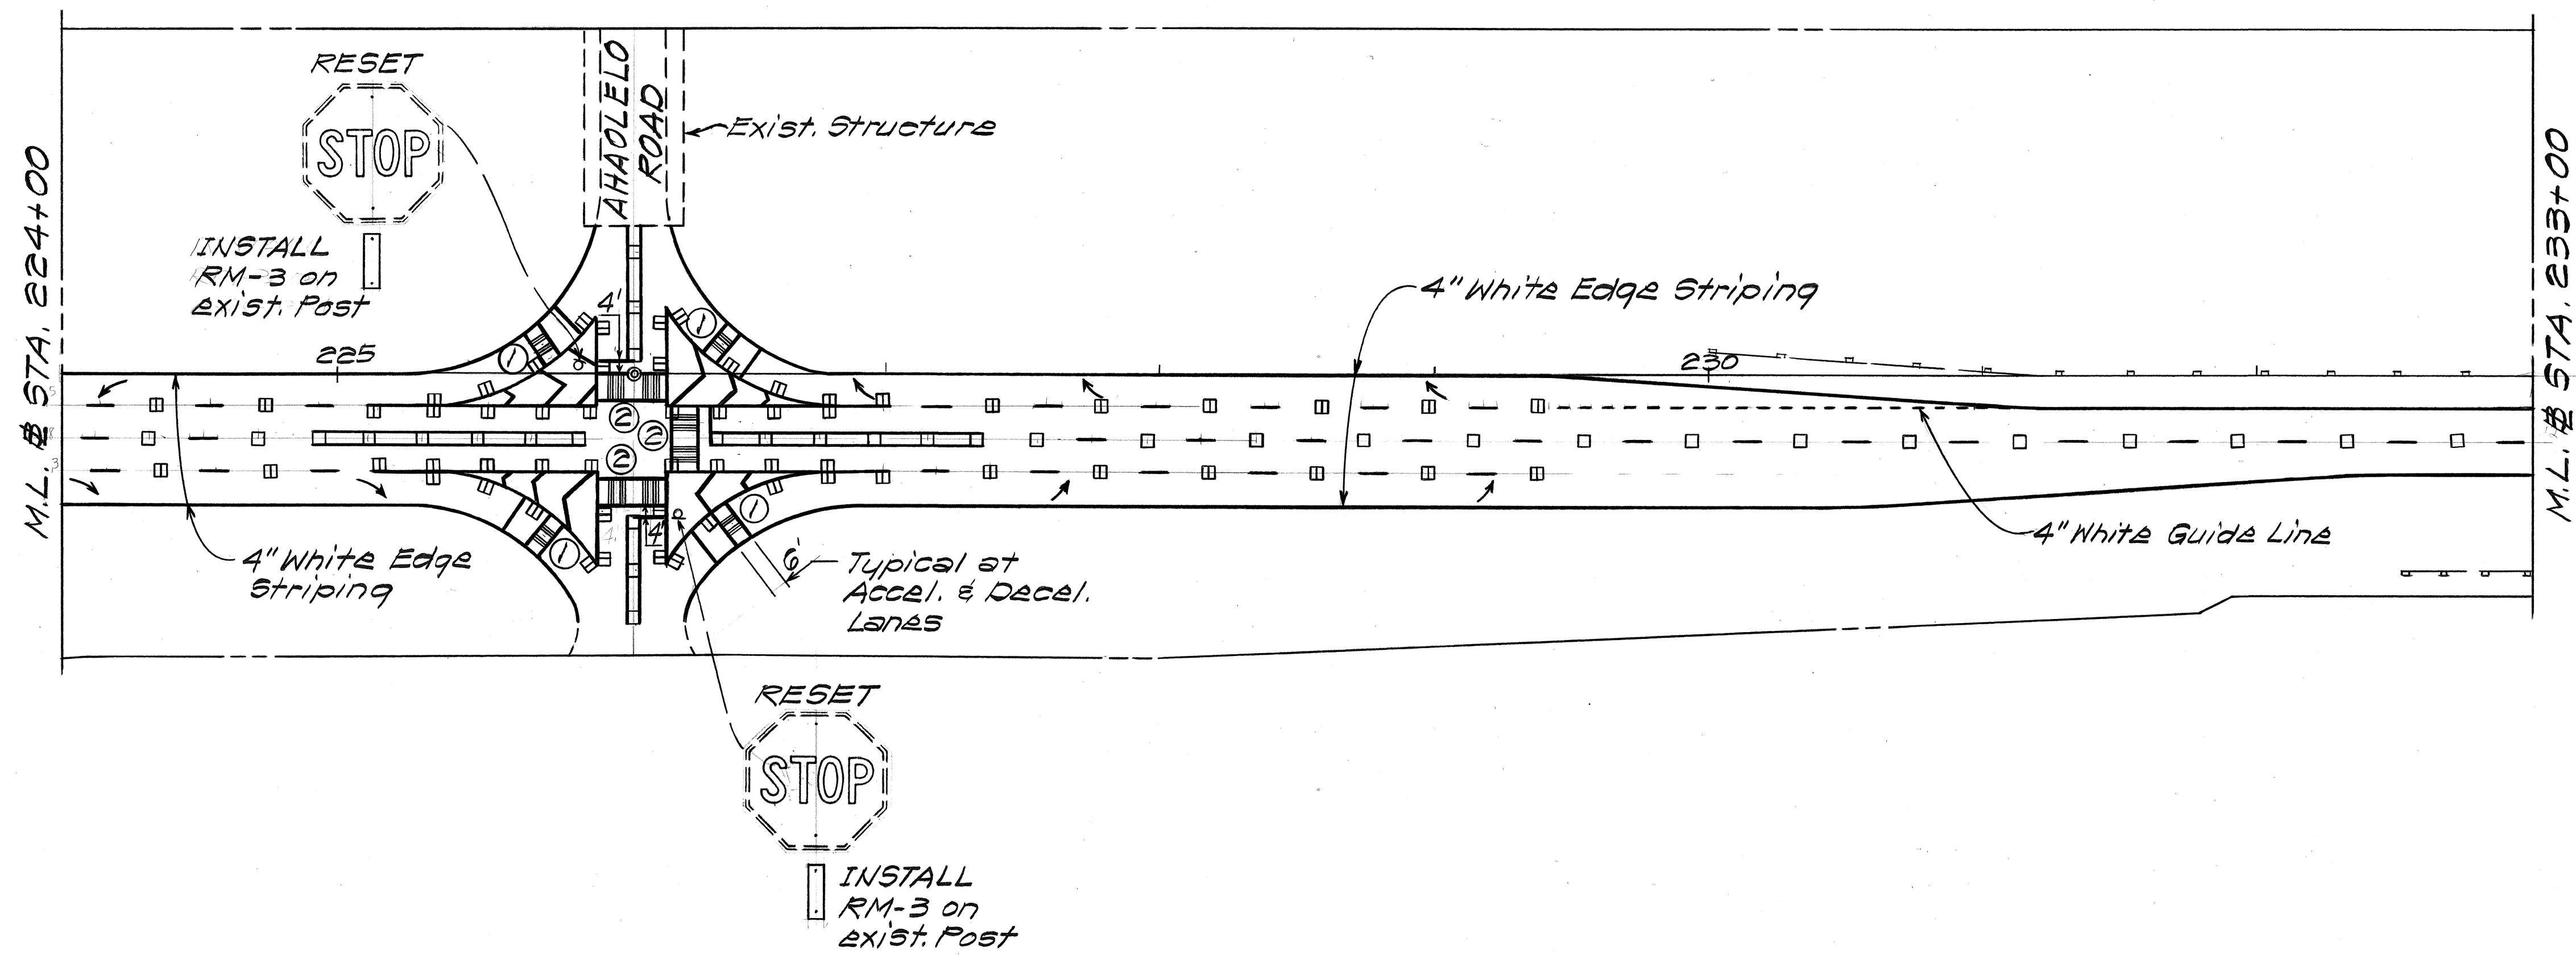 RESET
STOP
INSTALL
RM-3 on
exist. Post
AHAOLELO
ROAD
Exist. Structure
M.L. ℄ STA. 224+00
M.L. ℄ STA. 233+00
4'
225
1
1
4" White Edge Striping
230
2
2
2
4" White Edge
Striping
1
1
4'
6'
Typical at
Accel. & Decel.
Lanes
4" White Guide Line
RESET
STOP
INSTALL
RM-3 on
exist. Post